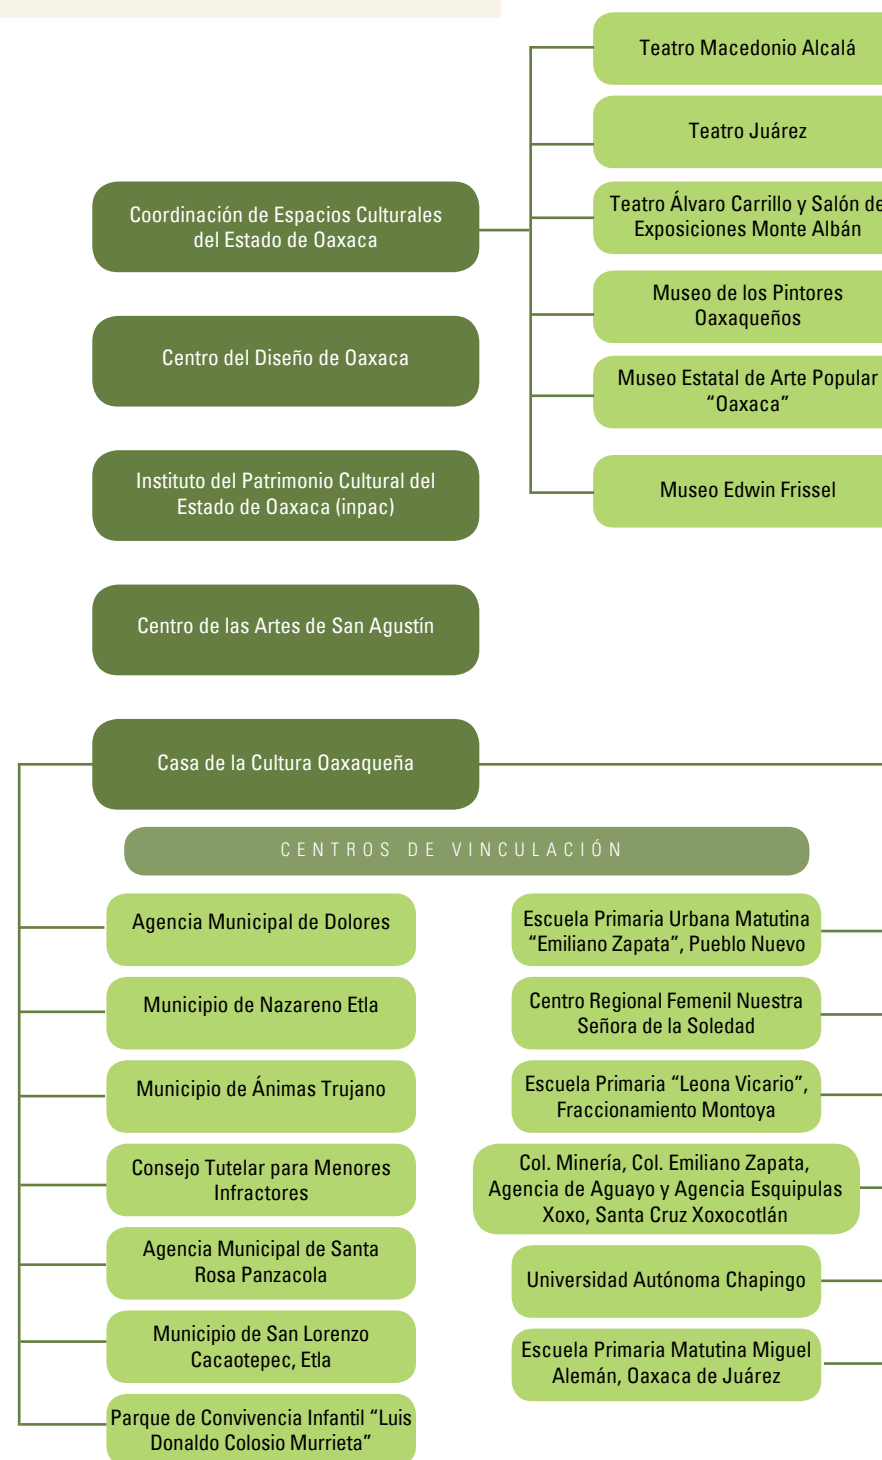 Teatro Macedonio Alcalá
Teatro Juárez
Teatro Álvaro Carrillo y Salón de
Exposiciones Monte Albán
Museo de los Pintores
Oaxaqueños
Museo Estatal de Arte Popular
“Oaxaca”
Museo Edwin Frissel
Coordinación de Espacios Culturales
del Estado de Oaxaca
Centro del Diseño de Oaxaca
Instituto del Patrimonio Cultural del
Estado de Oaxaca (inpac)
Centro de las Artes de San Agustín
Casa de la Cultura Oaxaqueña
CENTROS DE VINCULACIÓN
Agencia Municipal de Dolores
Municipio de Nazareno Etla
Municipio de Ánimas Trujano
Consejo Tutelar para Menores
Infractores
Agencia Municipal de Santa
Rosa Panzacola
Municipio de San Lorenzo
Cacaotepec, Etla
Parque de Convivencia Infantil “Luis
Donaldo Colosio Murrieta”
Escuela Primaria Urbana Matutina
“Emiliano Zapata”, Pueblo Nuevo
Centro Regional Femenil Nuestra
Señora de la Soledad
Escuela Primaria “Leona Vicario”,
Fraccionamiento Montoya
Col. Minería, Col. Emiliano Zapata,
Agencia de Aguayo y Agencia Esquipulas
Xoxo, Santa Cruz Xoxocotlán
Universidad Autónoma Chapingo
Escuela Primaria Matutina Miguel
Alemán, Oaxaca de Juárez